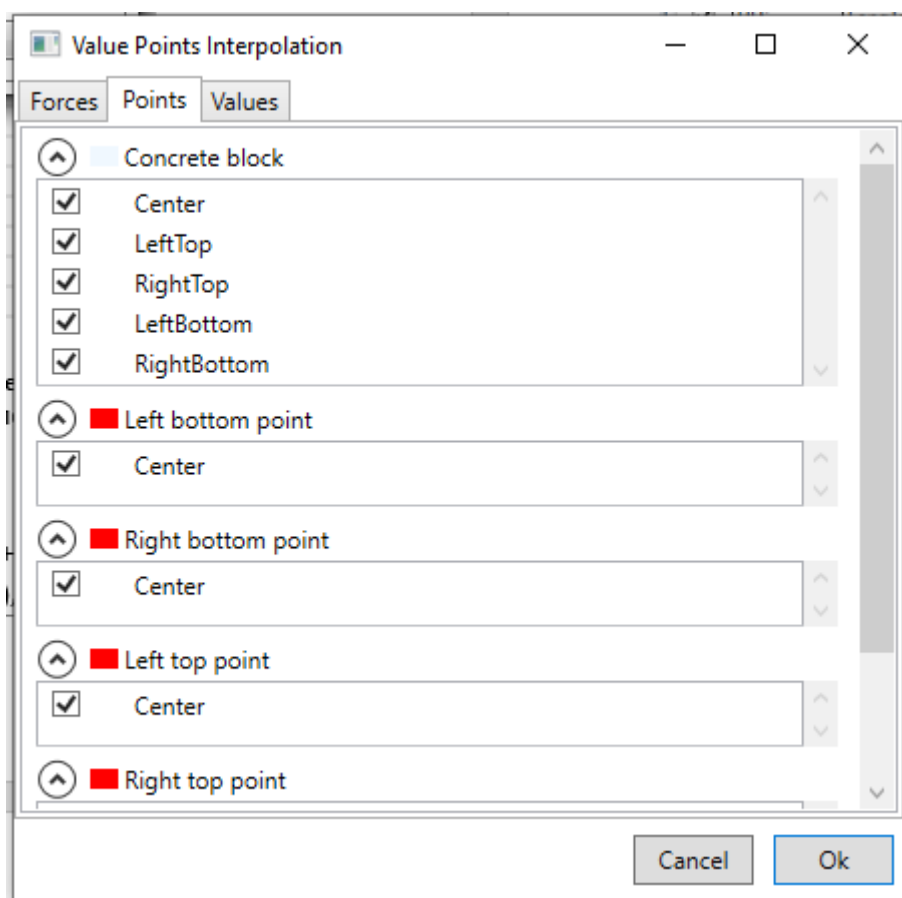 Value Points Interpolation
Forces Points Values
Concrete block
Center
LeftTop
RightTop
LeftBottom
RightBottom
Left bottom point
Center
Right bottom point
Center
Left top point
Center
Right top point
Cancel Ok